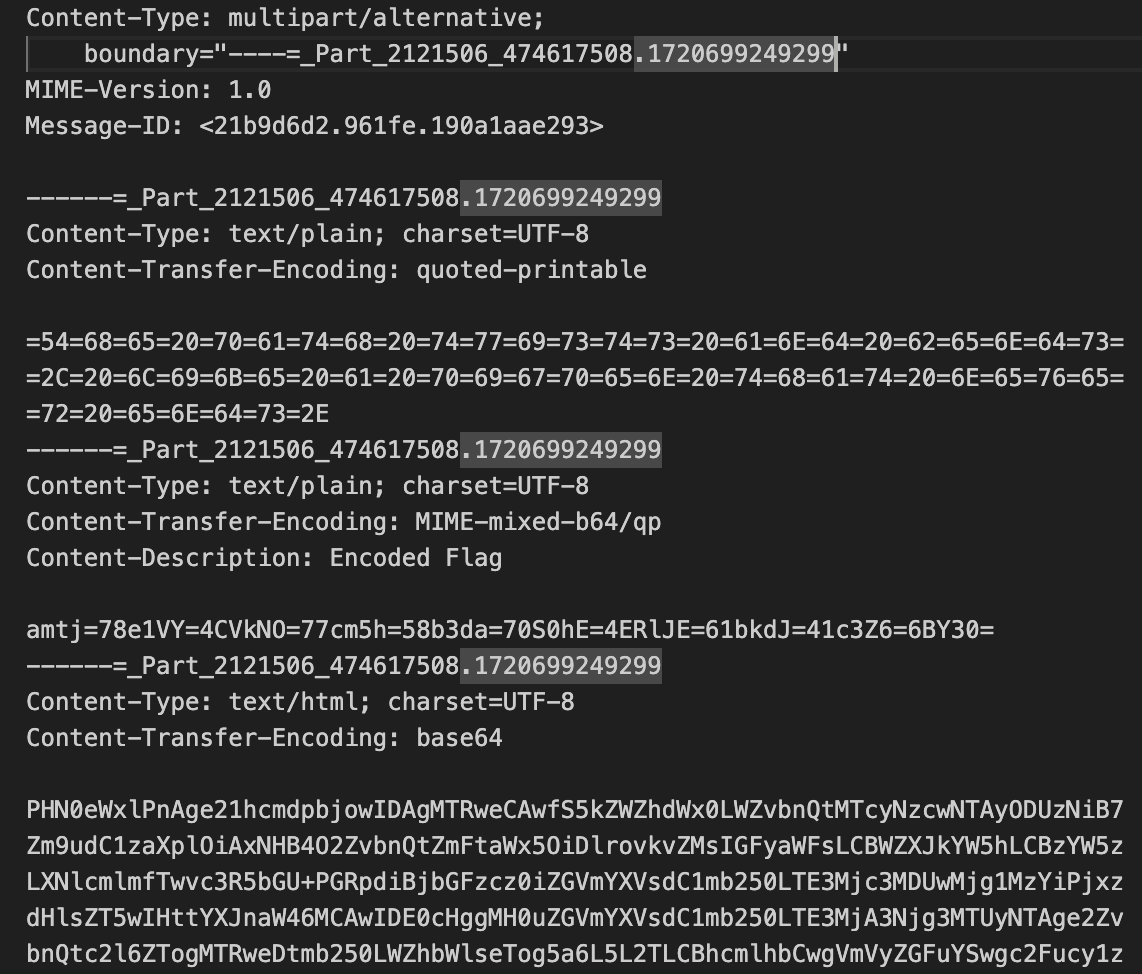 Content-Type: multipart/alternative;
    boundary="----=_Part_2121506_474617508.1720699249299"
MIME-Version: 1.0
Message-ID: <21b9d6d2.961fe.190a1aae293>

------=_Part_2121506_474617508.1720699249299
Content-Type: text/plain; charset=UTF-8
Content-Transfer-Encoding: quoted-printable

=54=68=65=20=70=61=74=68=20=74=77=69=73=74=73=20=61=6E=64=20=62=65=6E=64=73=
=2C=20=6C=69=6B=65=20=61=20=70=69=67=70=65=6E=20=74=68=61=74=20=6E=65=76=65=
=72=20=65=6E=64=73=2E
------=_Part_2121506_474617508.1720699249299
Content-Type: text/plain; charset=UTF-8
Content-Transfer-Encoding: MIME-mixed-b64/qp
Content-Description: Encoded Flag

amtj=78e1VY=4CVkNO=77cm5h=58b3da=70S0hE=4ERlJE=61bkdJ=41c3Z6=6BY30=
------=_Part_2121506_474617508.1720699249299
Content-Type: text/html; charset=UTF-8
Content-Transfer-Encoding: base64

PHN0eWxlPnAge21hcmdpbjowIDAgMTRweCAwfS5kZWZhdWx0LWZvbnQtMTcyNzcwNTAyODUzNiB7
Zm9udC1zaXplOiAxNHB4O2ZvbnQtZmFtaWx5OiDlrovkvZMsIGFyaWFsLCBWZXJkYW5hLCBzYW5z
LXNlcmlmfTwvc3R5bGU+PGRpdiBjbGFzcz0iZGVmYXVsdC1mb250LTE3Mjc3MDUwMjg1MzYiPjxz
dHlsZT5wIHttYXJnaW46MCAwIDE0cHggMH0uZGVmYXVsdC1mb250LTE3MjA3Njg3MTUyNTAge2Zv
bnQtc2l6ZTogMTRweDtmb250LWZhbWlseTog5a6L5L2TLCBhcmlhbCwgVmVyZGFuYSwgc2Fucy1z